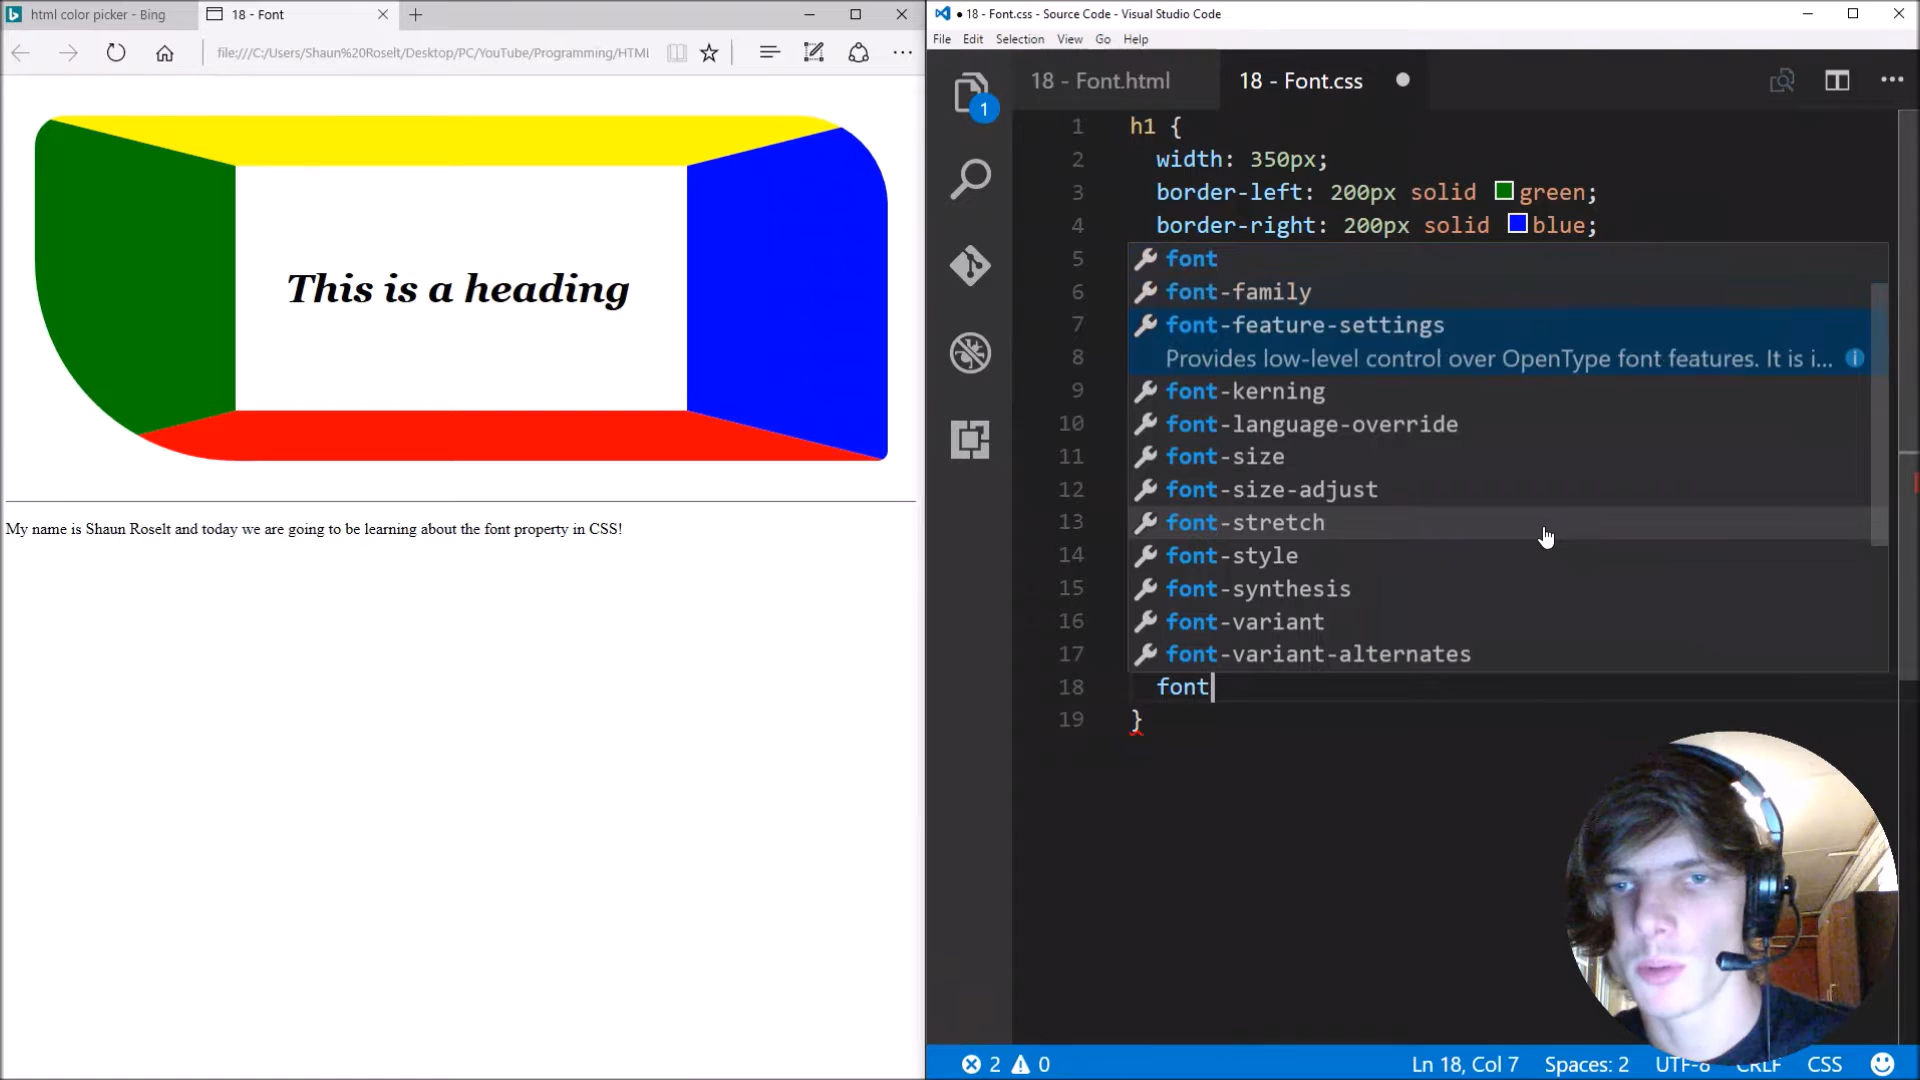 html color picker - Bing
18 - Font
file:///C:/Users/Shaun%20Roselt/Desktop/PC/YouTube/Programming/HTML
This is a heading
My name is Shaun Roselt and today we are going to be learning about the font property in CSS!
● 18 - Font.css - Source Code - Visual Studio Code
File Edit Selection View Go Help
1
18 - Font.html
18 - Font.css
1 h1 {
2 width: 350px;
3 border-left: 200px solid green;
4 border-right: 200px solid blue;
5 font
6 font-family
7 font-feature-settings
8 Provides low-level control over OpenType font features. It is i...
9 font-kerning
10 font-language-override
11 font-size
12 font-size-adjust
13 font-stretch
14 font-style
15 font-synthesis
16 font-variant
17 font-variant-alternates
18 font
19 }
2 0
Ln 18, Col 7 Spaces: 2 UTF-8 CRLF CSS